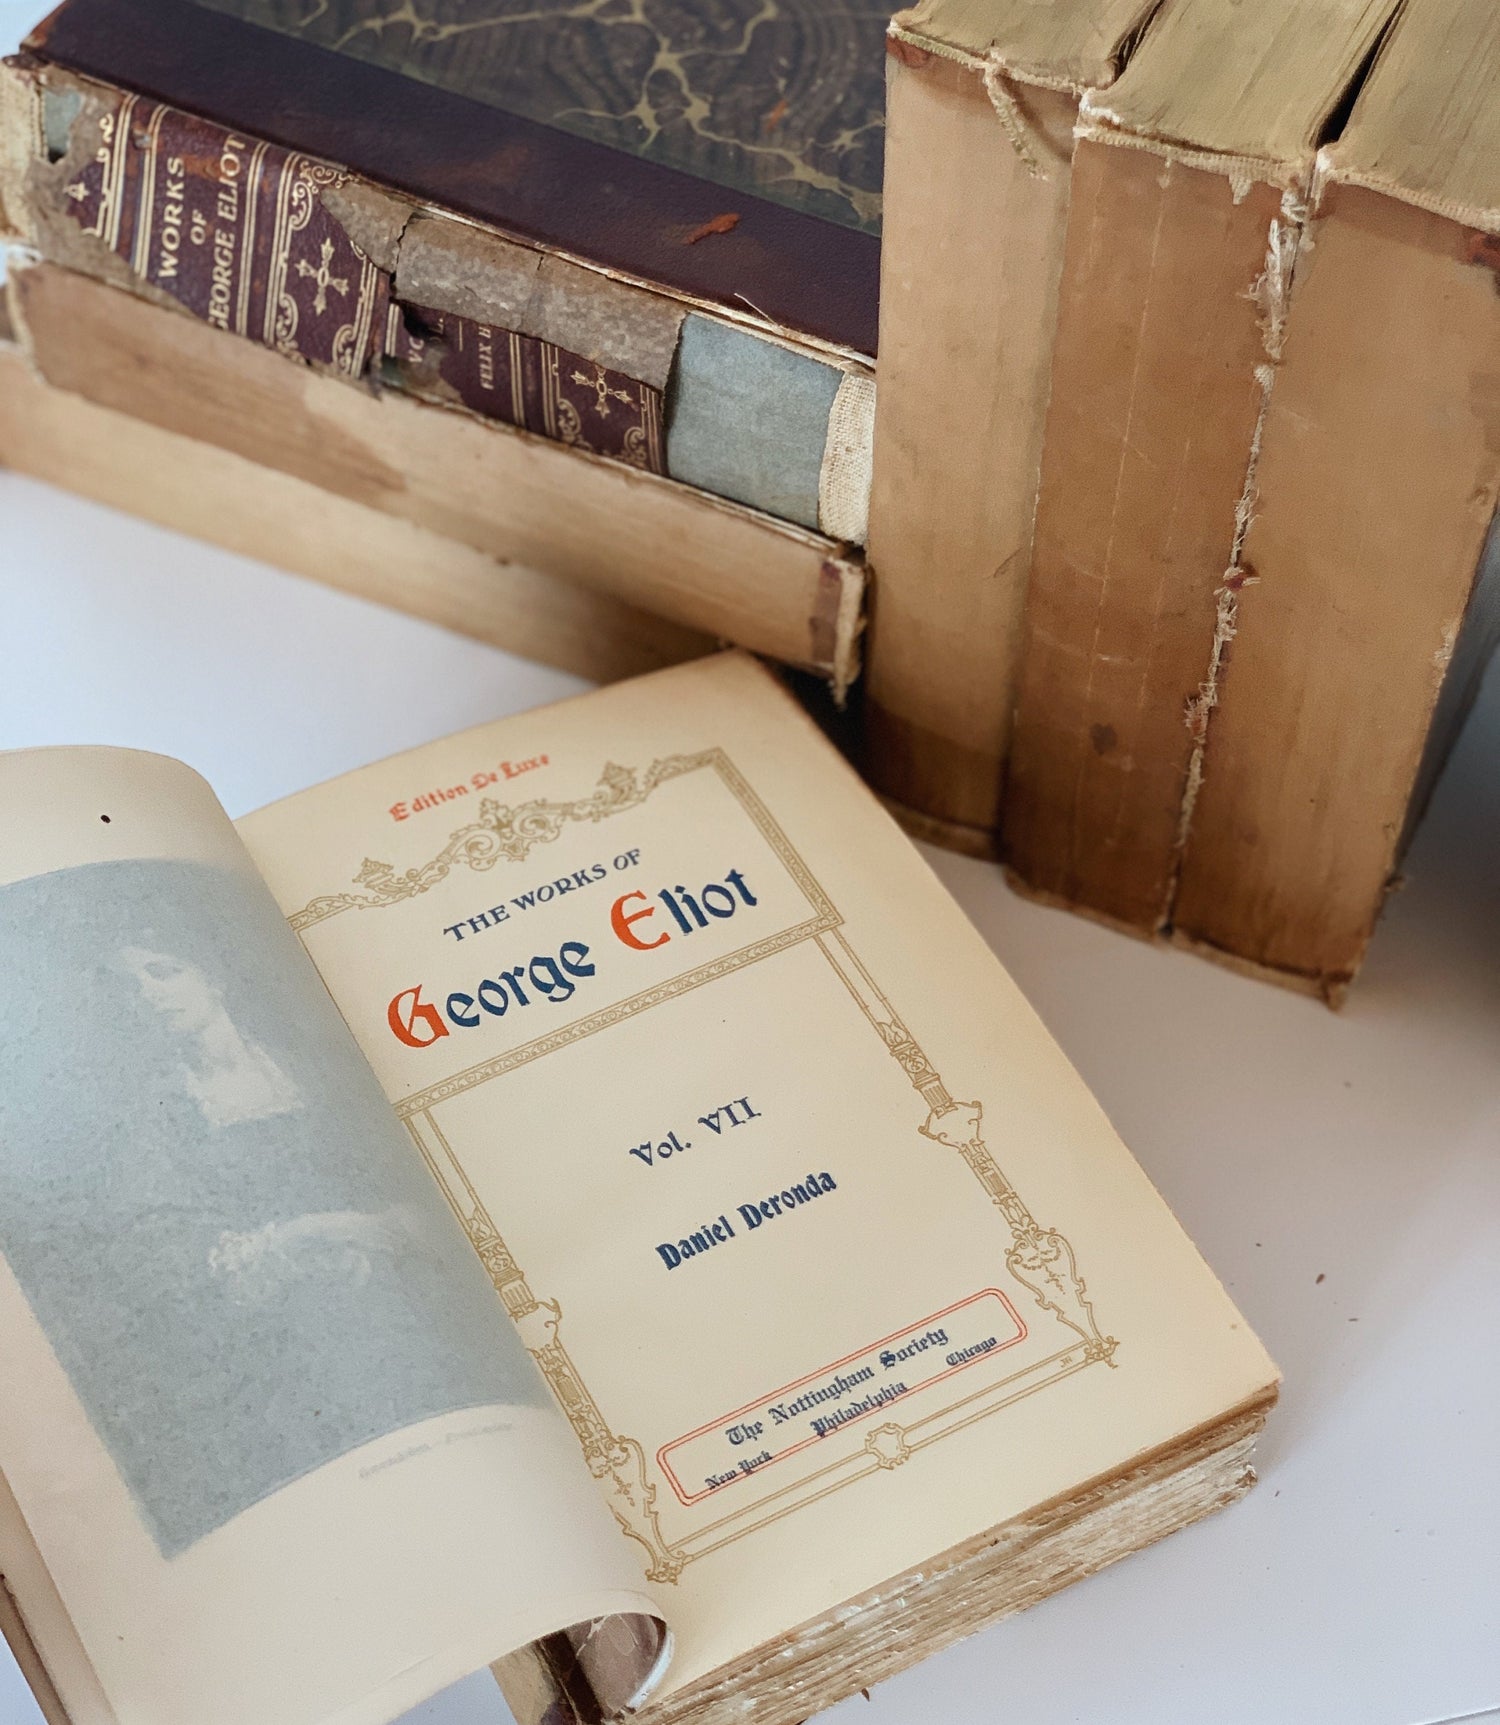 WORKS
OF
GEORGE ELIOT
FELIX H
Edition De Luxe
THE WORKS OF
George Eliot
Vol. VII
Daniel Deronda
The Nottingham Society
New York Philadelphia Chicago